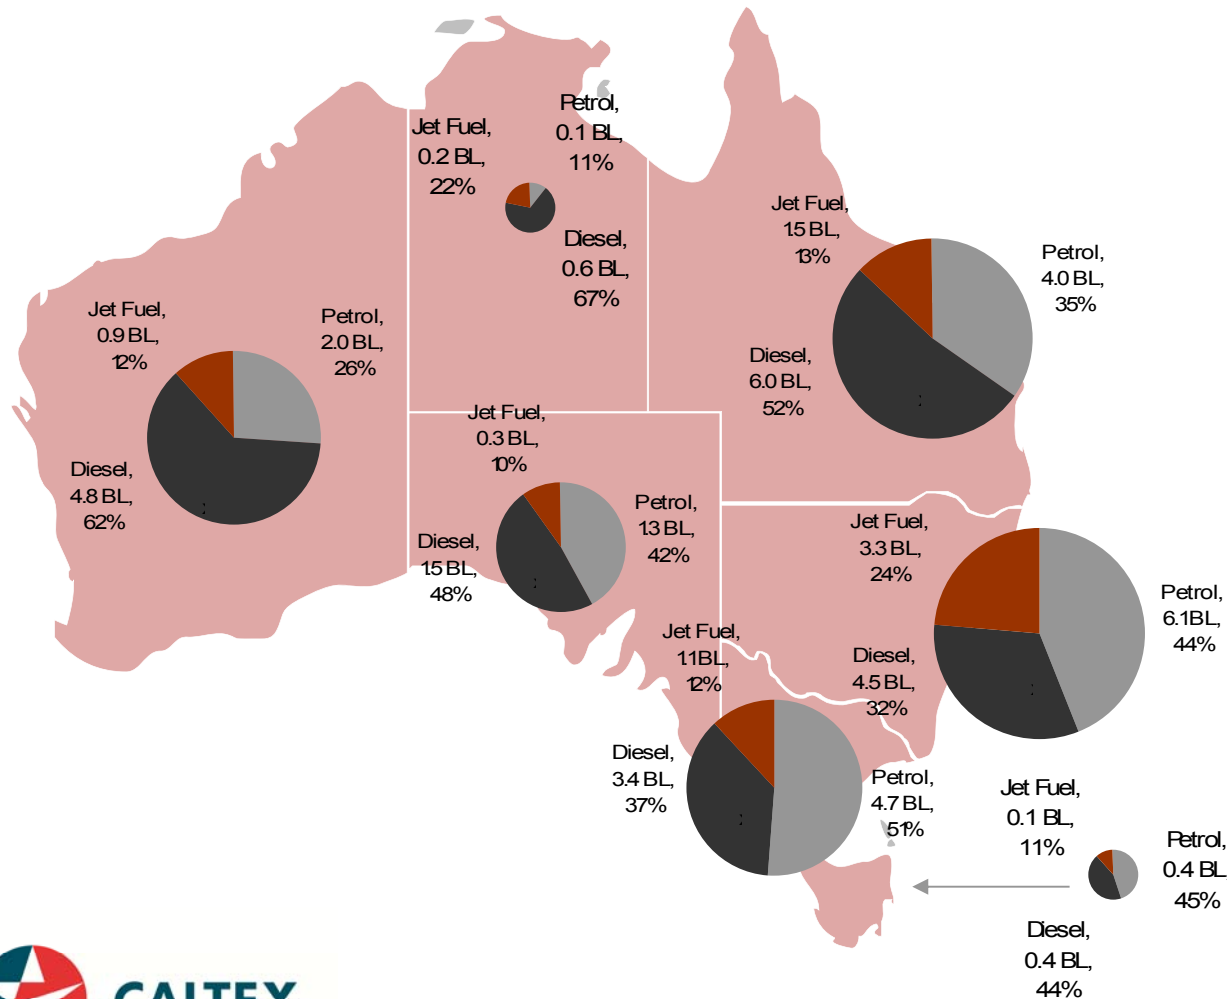 Petrol,
0.1 BL,
11%
Jet Fuel,
0.2 BL,
22%
Diesel,
0.6 BL,
67%
Jet Fuel,
1.5 BL,
13%
Petrol,
4.0 BL,
35%
Diesel,
6.0 BL,
52%
Jet Fuel,
0.9 BL,
12%
Petrol,
2.0 BL,
26%
Diesel,
4.8 BL,
62%
Jet Fuel,
0.3 BL,
10%
Petrol,
1.3 BL,
42%
Diesel,
1.5 BL,
48%
Jet Fuel,
3.3 BL,
24%
Petrol,
6.1 BL,
44%
Diesel,
4.5 BL,
32%
Jet Fuel,
1.1 BL,
12%
Diesel,
3.4 BL,
37%
Petrol,
4.7 BL,
51%
Jet Fuel,
0.1 BL,
11%
Petrol,
0.4 BL,
45%
Diesel,
0.4 BL,
44%
CALTEX